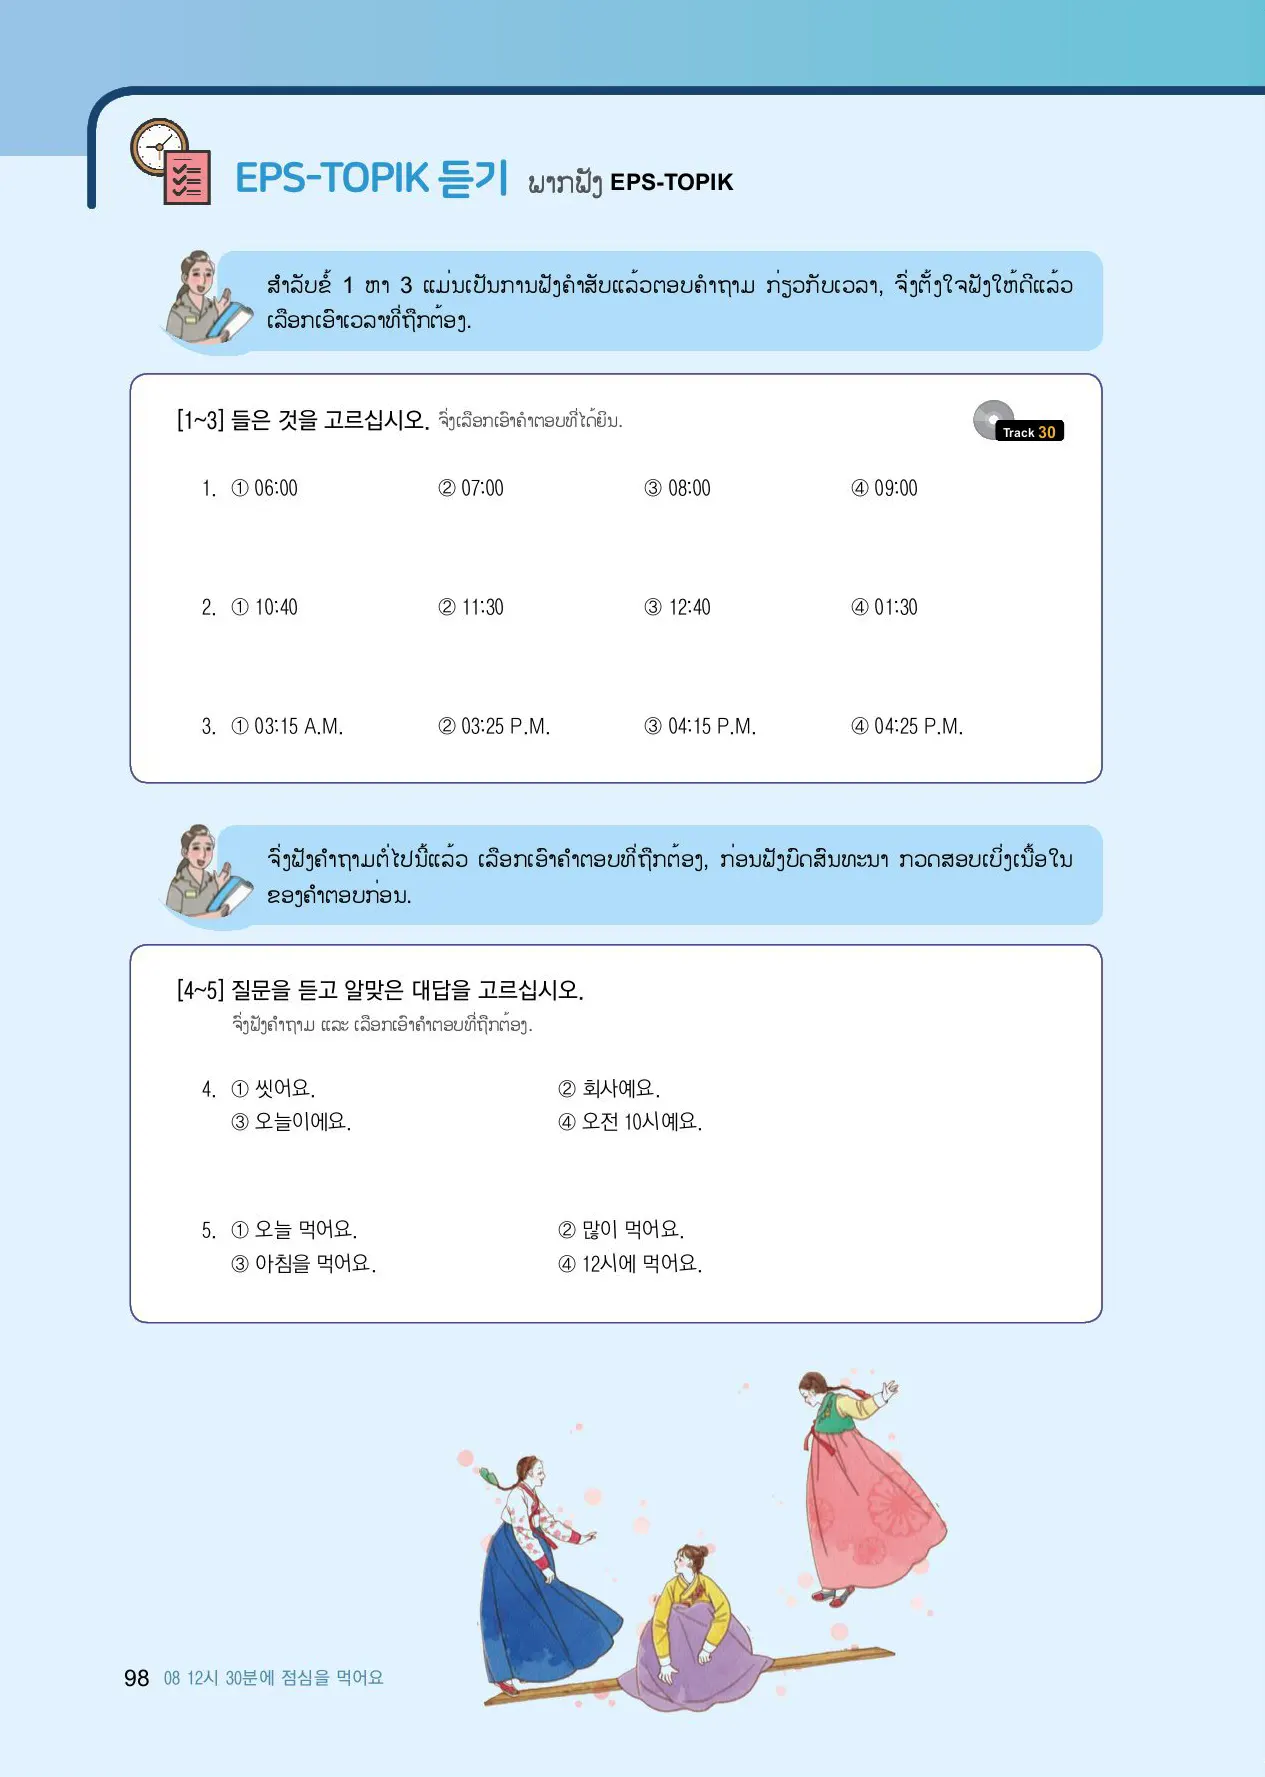 EPS-TOPIK 듣기 ພາກຟັງ EPS-TOPIK
ສຳລັບຂໍ້ 1 ຫາ 3 ແມ່ນເປັນການຟັງຄຳສັບແລ້ວຕອບຄຳຖາມ ກ່ຽວກັບເວລາ, ຈົ່ງຕັ້ງໃຈຟັງໃຫ້ດີແລ້ວ
ເລືອກເອົາເວລາທີ່ຖືກຕ້ອງ.
[1~3] 들은 것을 고르십시오. ຈົ່ງເລືອກເອົາຄຳຕອບທີ່ໄດ້ຍິນ.
Track 30
1. ① 06:00 ② 07:00 ③ 08:00 ④ 09:00
2. ① 10:40 ② 11:30 ③ 12:40 ④ 01:30
3. ① 03:15 A.M. ② 03:25 P.M. ③ 04:15 P.M. ④ 04:25 P.M.
ຈົ່ງຟັງຄຳຖາມຕໍ່ໄປນີ້ແລ້ວ ເລືອກເອົາຄຳຕອບທີ່ຖືກຕ້ອງ, ກ່ອນຟັງບົດສົນທະນາ ກວດສອບເບິ່ງເນື້ອໃນ
ຂອງຄຳຕອບກ່ອນ.
[4~5] 질문을 듣고 알맞은 대답을 고르십시오.
ຈົ່ງຟັງຄຳຖາມ ແລະ ເລືອກເອົາຄຳຕອບທີ່ຖືກຕ້ອງ.
4. ① 씻어요. ② 회사예요.
③ 오늘이에요. ④ 오전 10시예요.
5. ① 오늘 먹어요. ② 많이 먹어요.
③ 아침을 먹어요. ④ 12시에 먹어요.
98 08 12시 30분에 점심을 먹어요